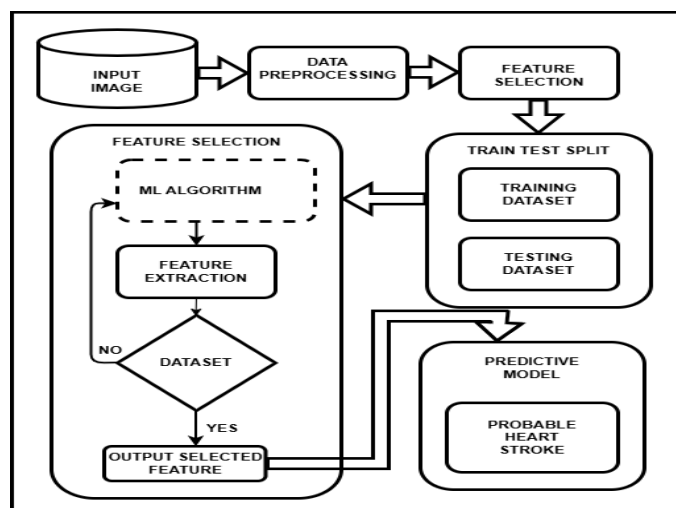 INPUT
IMAGE
DATA
PREPROCESSING
FEATURE
SELECTION
TRAIN TEST SPLIT
TRAINING
DATASET
TESTING
DATASET
FEATURE SELECTION
ML ALGORITHM
FEATURE
EXTRACTION
DATASET
NO
YES
OUTPUT SELECTED
FEATURE
PREDICTIVE
MODEL
PROBABLE
HEART
STROKE